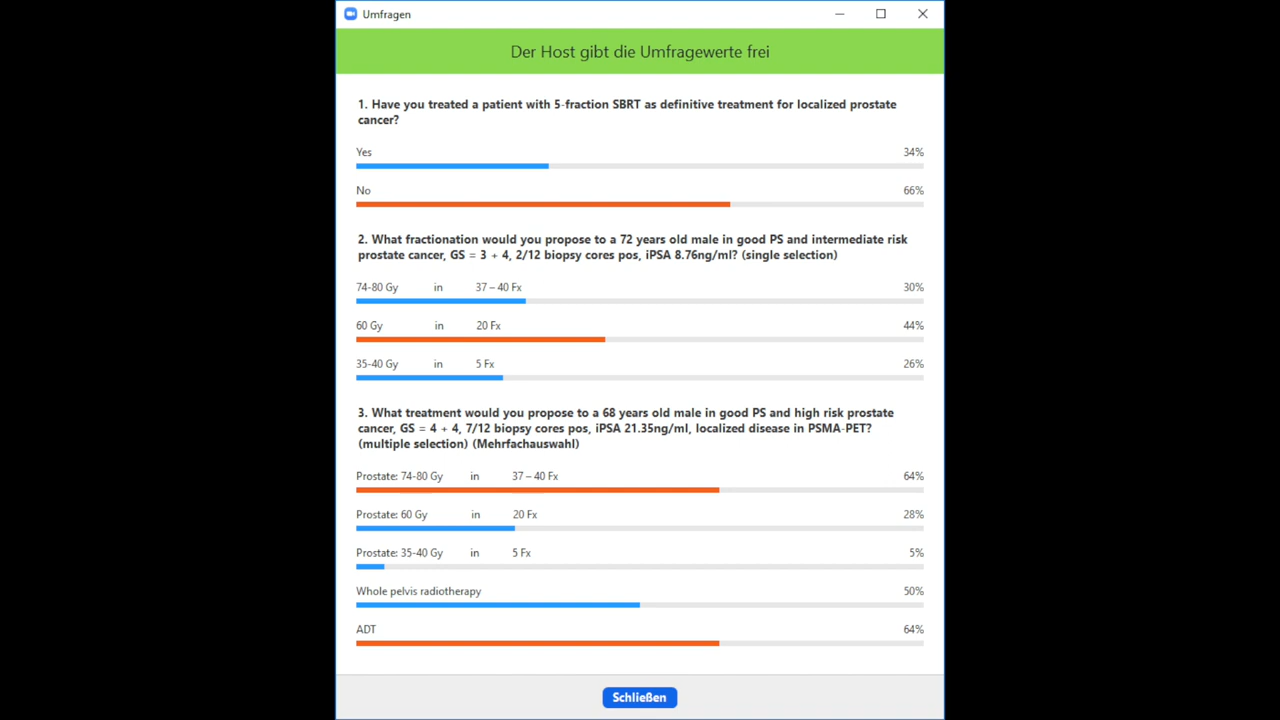 Umfragen
Der Host gibt die Umfragewerte frei
1. Have you treated a patient with 5-fraction SBRT as definitive treatment for localized prostate
cancer?
Yes 34%
No 66%
2. What fractionation would you propose to a 72 years old male in good PS and intermediate risk
prostate cancer, GS = 3 + 4, 2/12 biopsy cores pos, iPSA 8.76ng/ml? (single selection)
74-80 Gy in 37 – 40 Fx 30%
60 Gy in 20 Fx 44%
35-40 Gy in 5 Fx 26%
3. What treatment would you propose to a 68 years old male in good PS and high risk prostate
cancer, GS = 4 + 4, 7/12 biopsy cores pos, iPSA 21.35ng/ml, localized disease in PSMA-PET?
(multiple selection) (Mehrfachauswahl)
Prostate: 74-80 Gy in 37 – 40 Fx 64%
Prostate: 60 Gy in 20 Fx 28%
Prostate: 35-40 Gy in 5 Fx 5%
Whole pelvis radiotherapy 50%
ADT 64%
Schließen